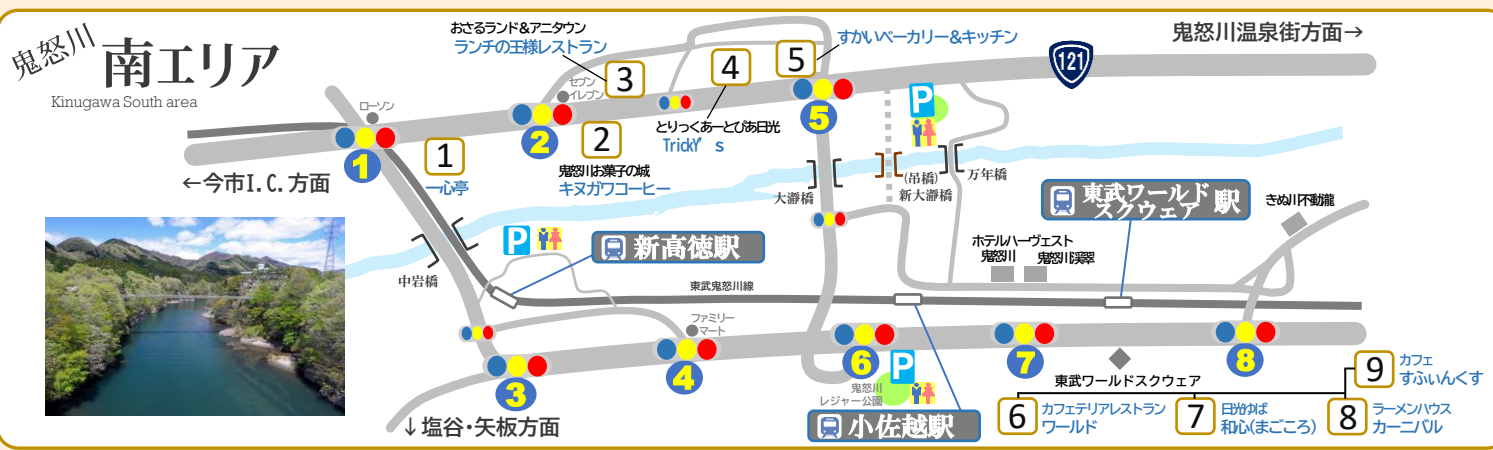 鬼怒川
南エリア
Kinugawa South area
おさるランド&アニタウン
ランチの王様レストラン
3
セブン
イレブン
4
とりっくあーとぴあ日光
Tricky's
5
すかいベーカリー&キッチン
121
鬼怒川温泉街方面→
ローソン
1
1
一心亭
2
2
鬼怒川お菓子の城
キヌガワコーヒー
5
P
←今市I.C.方面
大瀞橋
(吊橋)
新大瀞橋
万年橋
東武ワールド
スクウェア 駅
きぬ川不動瀧
P
新高徳駅
中岩橋
ホテルハーヴェスト
鬼怒川
鬼怒川渓翠
東武鬼怒川線
ファミリー
マート
3
4
6
P
鬼怒川
レジャー公園
7
8
東武ワールドスクウェア
↓塩谷・矢板方面
小佐越駅
6
カフェテリアレストラン
ワールド
7
日光ゆば
和心(まごころ)
8
ラーメンハウス
カーニバル
9
カフェ
すふいんくす